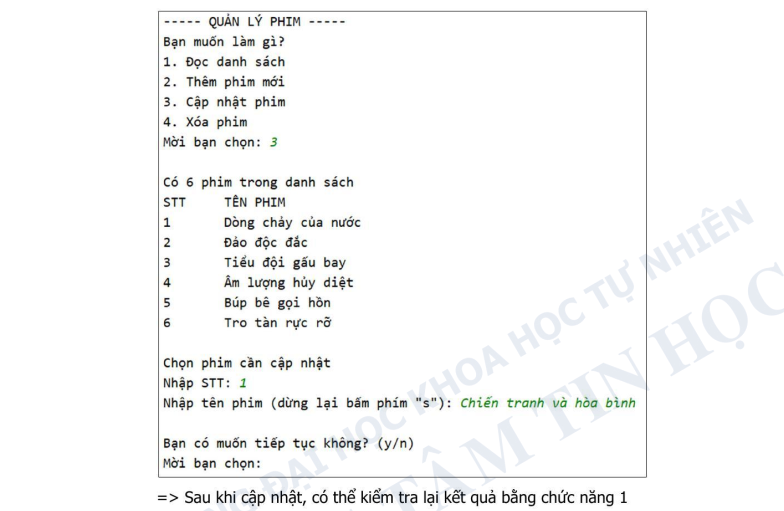 ----- QUẢN LÝ PHIM -----
Bạn muốn làm gì?
1. Đọc danh sách
2. Thêm phim mới
3. Cập nhật phim
4. Xóa phim
Mời bạn chọn: 3
Có 6 phim trong danh sách
STT TÊN PHIM
1 Dòng chảy của nước
2 Đảo độc đắc
3 Tiểu đội gấu bay
4 Âm lượng hủy diệt
5 Búp bê gọi hồn
6 Tro tàn rực rỡ
Chọn phim cần cập nhật
Nhập STT: 1
Nhập tên phim (dừng lại bấm phím "s"): Chiến tranh và hòa bình
Bạn có muốn tiếp tục không? (y/n)
Mời bạn chọn:
=> Sau khi cập nhật, có thể kiểm tra lại kết quả bằng chức năng 1
ĐẠI HỌC KHOA HỌC TỰ NHIÊN
TÂM TIN HỌC